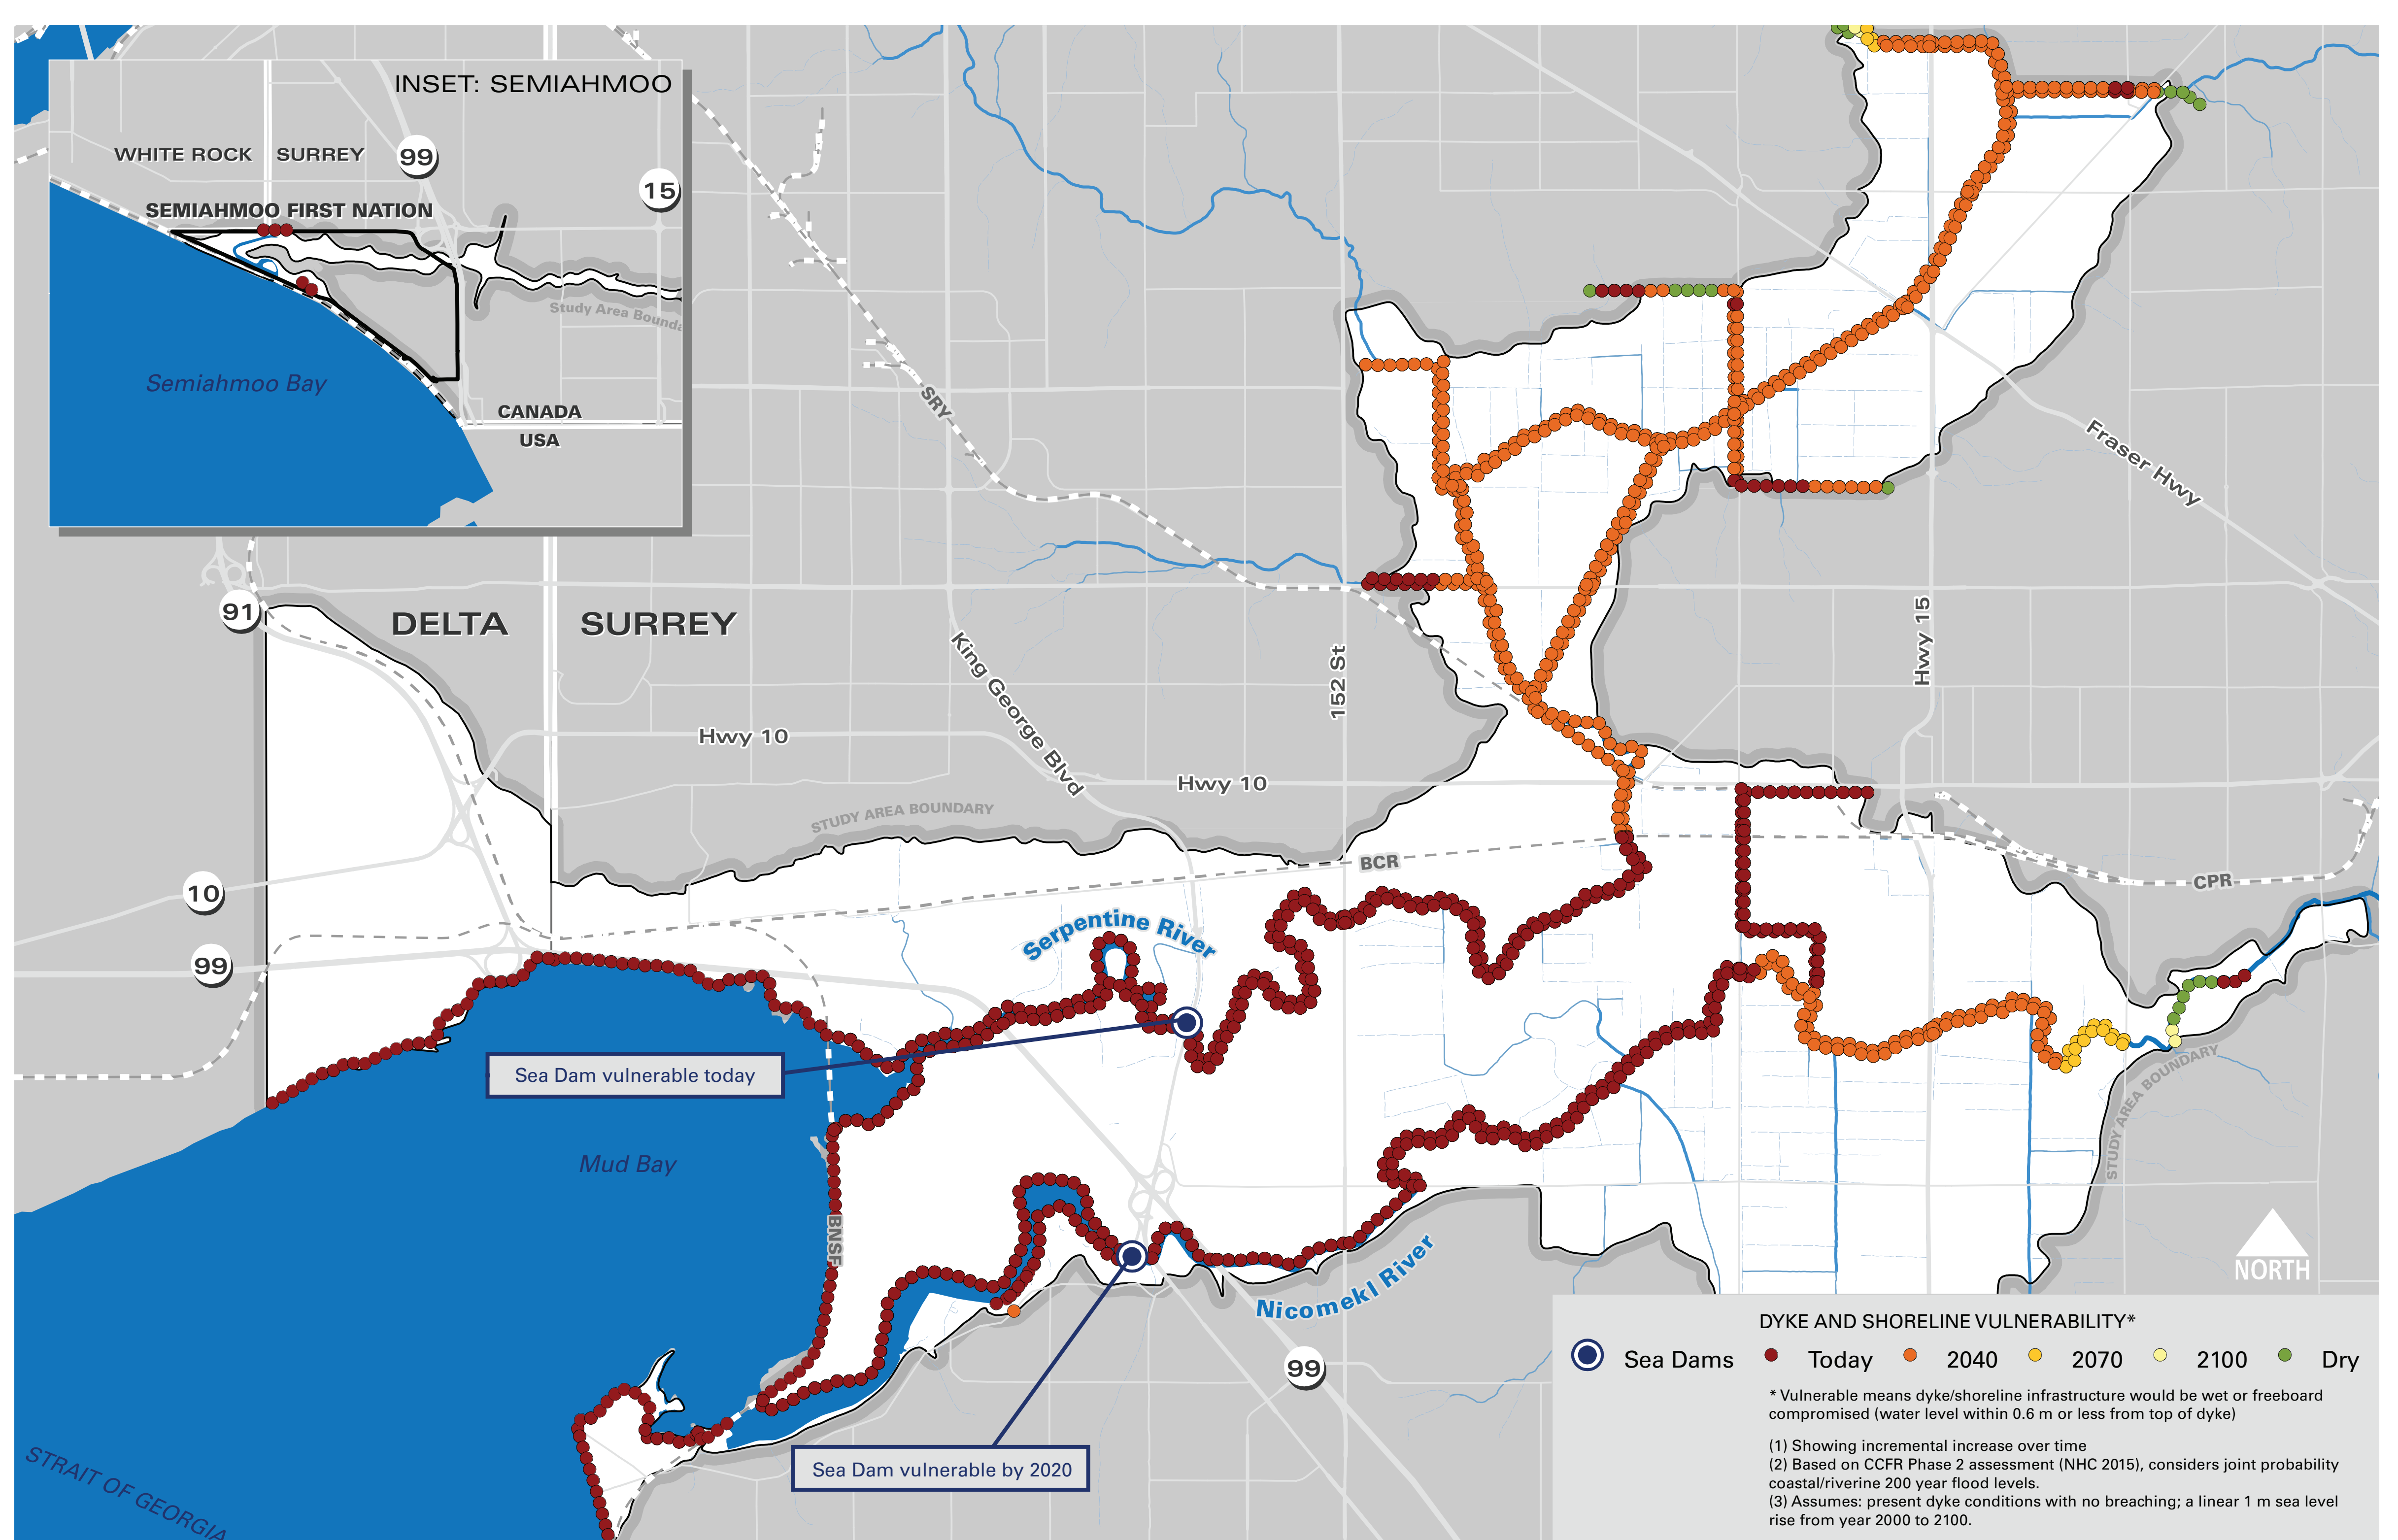 INSET: SEMIAHMOO
WHITE ROCK
SURREY
99
15
SEMIAHMOO FIRST NATION
Study Area Bounda
Semiahmoo Bay
CANADA
USA
SRY
Fraser Hwy
91
DELTA
SURREY
King George Blvd
152 St
Hwy 15
Hwy 10
Hwy 10
STUDY AREA BOUNDARY
BCR
CPR
10
99
Serpentine River
Sea Dam vulnerable today
Mud Bay
BNSF
STUDY AREA BOUNDARY
Nicomekl River
NORTH
99
Sea Dam vulnerable by 2020
STRAIT OF GEORGIA
DYKE AND SHORELINE VULNERABILITY*
Sea Dams Today 2040 2070 2100 Dry
* Vulnerable means dyke/shoreline infrastructure would be wet or freeboard
compromised (water level within 0.6 m or less from top of dyke)
(1) Showing incremental increase over time
(2) Based on CCFR Phase 2 assessment (NHC 2015), considers joint probability
coastal/riverine 200 year flood levels.
(3) Assumes: present dyke conditions with no breaching; a linear 1 m sea level
rise from year 2000 to 2100.